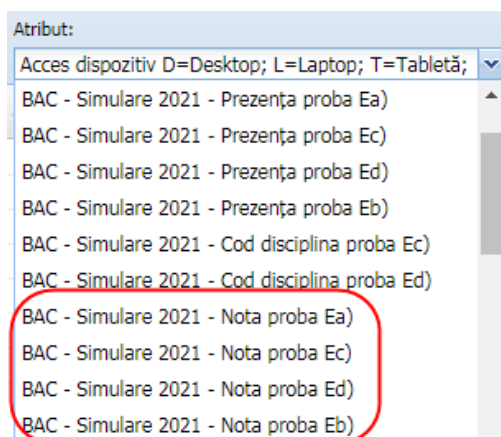 Atribut:
Acces dispozitiv D=Desktop; L=Laptop; T=Tabletă;
BAC - Simulare 2021 - Prezența proba Ea)
BAC - Simulare 2021 - Prezența proba Ec)
BAC - Simulare 2021 - Prezența proba Ed)
BAC - Simulare 2021 - Prezența proba Eb)
BAC - Simulare 2021 - Cod disciplina proba Ec)
BAC - Simulare 2021 - Cod disciplina proba Ed)
BAC - Simulare 2021 - Nota proba Ea)
BAC - Simulare 2021 - Nota proba Ec)
BAC - Simulare 2021 - Nota proba Ed)
BAC - Simulare 2021 - Nota proba Eb)